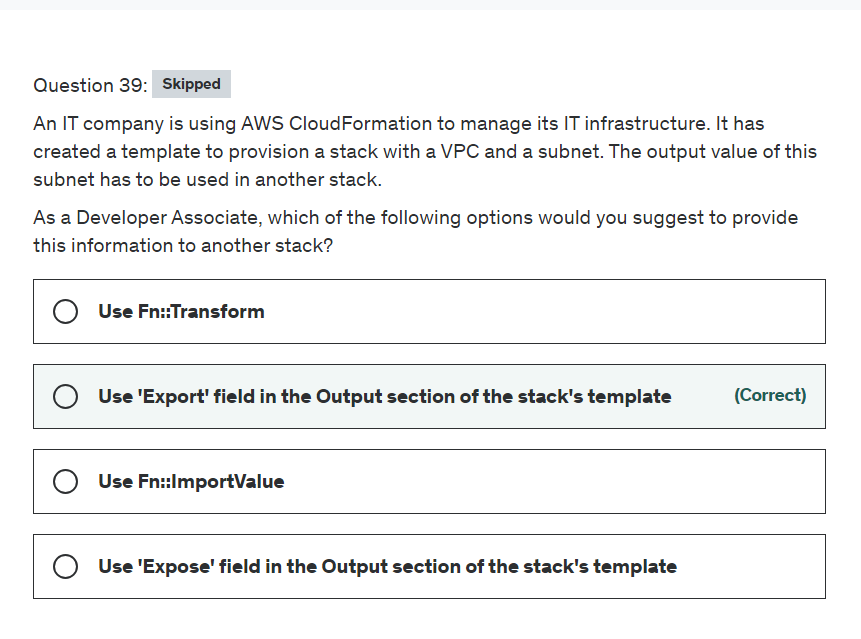 Question 39: Skipped
An IT company is using AWS CloudFormation to manage its IT infrastructure. It has
created a template to provision a stack with a VPC and a subnet. The output value of this
subnet has to be used in another stack.
As a Developer Associate, which of the following options would you suggest to provide
this information to another stack?
Use Fn::Transform
Use 'Export' field in the Output section of the stack's template (Correct)
Use Fn::ImportValue
Use 'Expose' field in the Output section of the stack's template